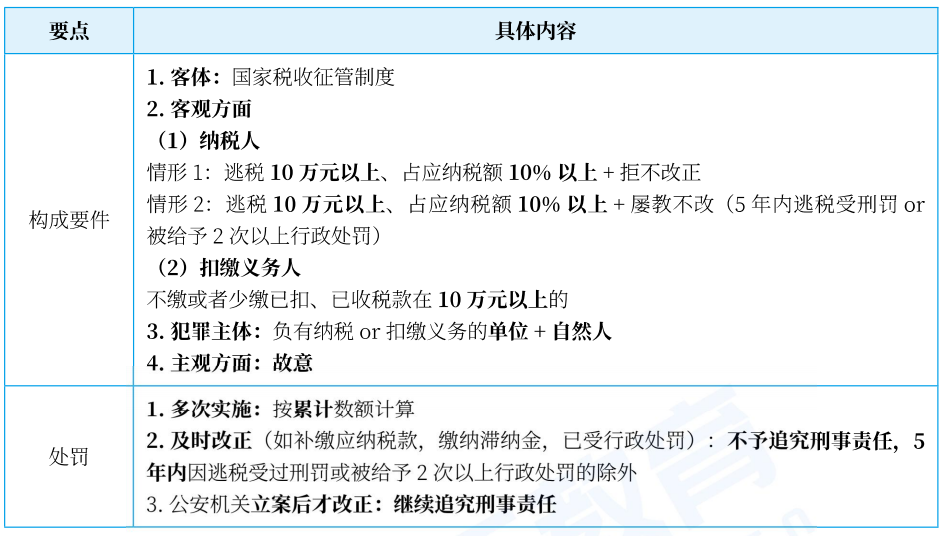 要点 具体内容
构成要件
1. 客体：国家税收征管制度
2. 客观方面
（1）纳税人
情形 1：逃税 10 万元以上、占应纳税额 10% 以上 + 拒不改正
情形 2：逃税 10 万元以上、占应纳税额 10% 以上 + 屡教不改（5 年内逃税受刑罚 or
被给予 2 次以上行政处罚）
（2）扣缴义务人
不缴或者少缴已扣、已收税款在 10 万元以上的
3. 犯罪主体：负有纳税 or 扣缴义务的单位 + 自然人
4. 主观方面：故意
处罚
1. 多次实施：按累计数额计算
2. 及时改正（如补缴应纳税款，缴纳滞纳金，已受行政处罚）：不予追究刑事责任，5
年内因逃税受过刑罚或被给予 2 次以上行政处罚的除外
3. 公安机关立案后才改正：继续追究刑事责任